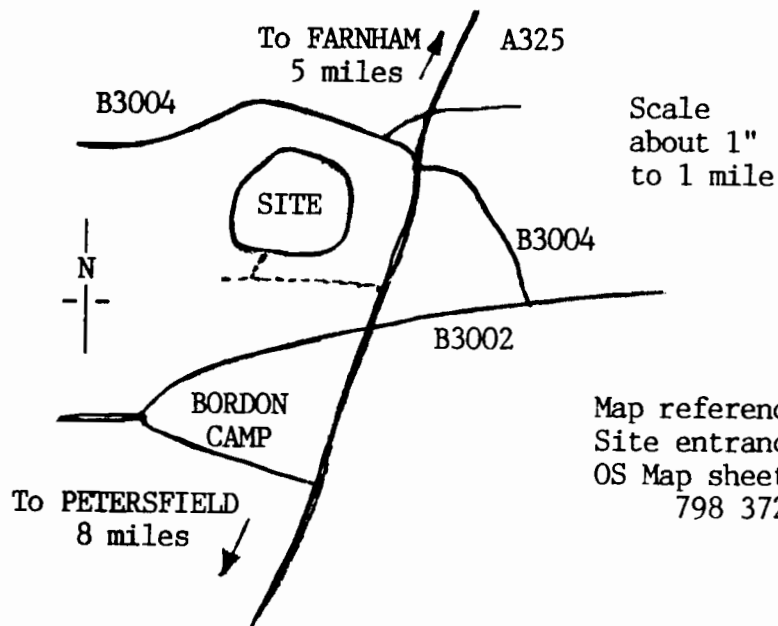 To FARNHAM
5 miles
A325
B3004
Scale
about 1"
to 1 mile
SITE
B3004
N
B3002
BORDON
CAMP
Map referenc
Site entranc
OS Map sheet
798 372
To PETERSFIELD
8 miles